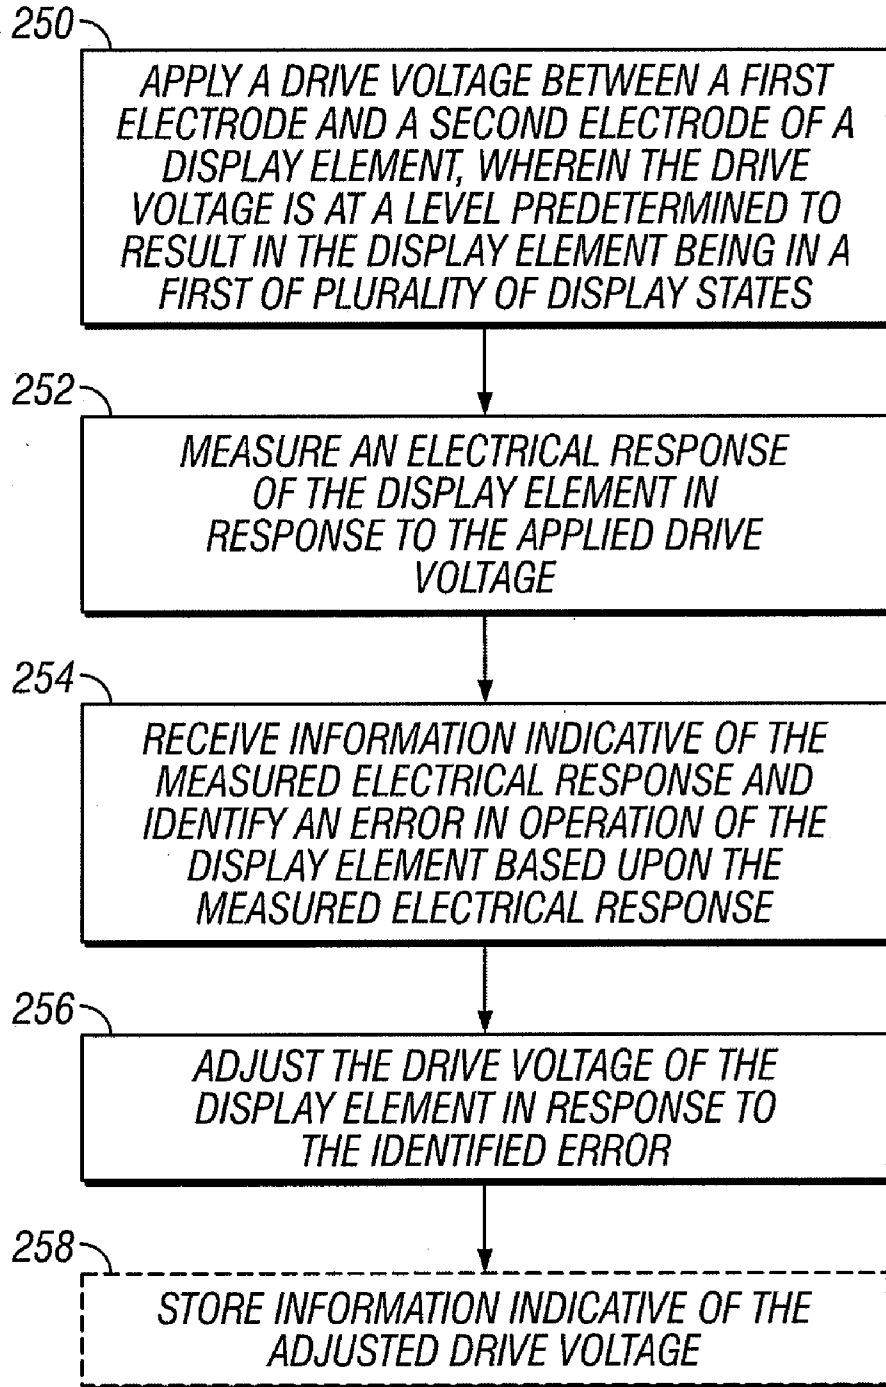 250
APPLY A DRIVE VOLTAGE BETWEEN A FIRST
ELECTRODE AND A SECOND ELECTRODE OF A
DISPLAY ELEMENT, WHEREIN THE DRIVE
VOLTAGE IS AT A LEVEL PREDETERMINED TO
RESULT IN THE DISPLAY ELEMENT BEING IN A
FIRST OF PLURALITY OF DISPLAY STATES
252
MEASURE AN ELECTRICAL RESPONSE
OF THE DISPLAY ELEMENT IN
RESPONSE TO THE APPLIED DRIVE
VOLTAGE
254
RECEIVE INFORMATION INDICATIVE OF THE
MEASURED ELECTRICAL RESPONSE AND
IDENTIFY AN ERROR IN OPERATION OF THE
DISPLAY ELEMENT BASED UPON THE
MEASURED ELECTRICAL RESPONSE
256
ADJUST THE DRIVE VOLTAGE OF THE
DISPLAY ELEMENT IN RESPONSE TO
THE IDENTIFIED ERROR
258
STORE INFORMATION INDICATIVE OF THE
ADJUSTED DRIVE VOLTAGE